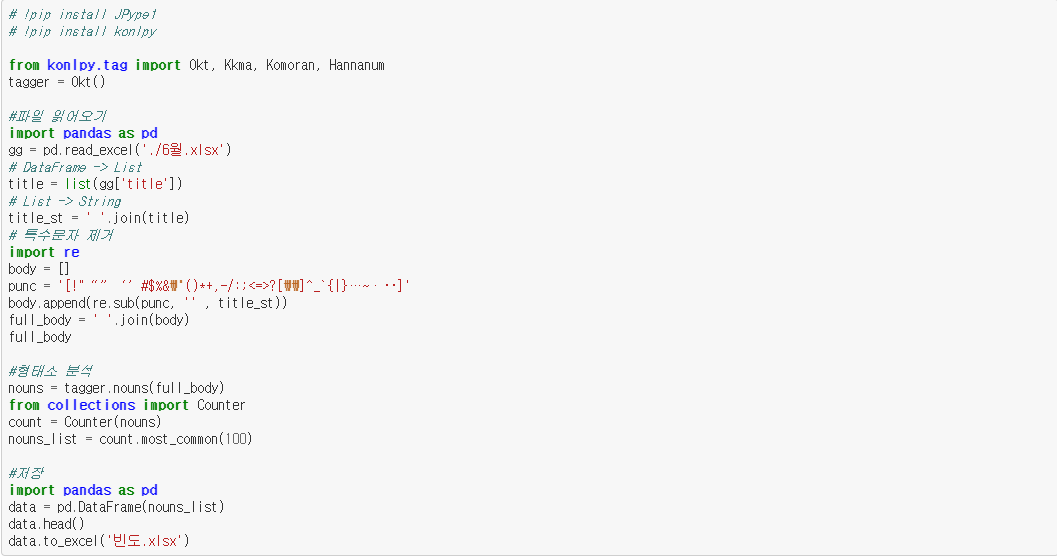 # !pip install JPype1
# !pip install konlpy
from konlpy.tag import Okt, Kkma, Komoran, Hannanum
tagger = Okt()
#파일 읽어오기
import pandas as pd
gg = pd.read_excel('./6월.xlsx')
# DataFrame -> List
title = list(gg['title'])
# List -> String
title_st = ' '.join(title)
# 특수문자 제거
import re
body = []
punc = '[!"“” ‘’ #$%&₩'()*+,-/:;<=>?[₩₩]^_`{|}…~·‥]'
body.append(re.sub(punc, '' , title_st))
full_body = ' '.join(body)
full_body
#형태소 분석
nouns = tagger.nouns(full_body)
from collections import Counter
count = Counter(nouns)
nouns_list = count.most_common(100)
#저장
import pandas as pd
data = pd.DataFrame(nouns_list)
data.head()
data.to_excel('빈도.xlsx')